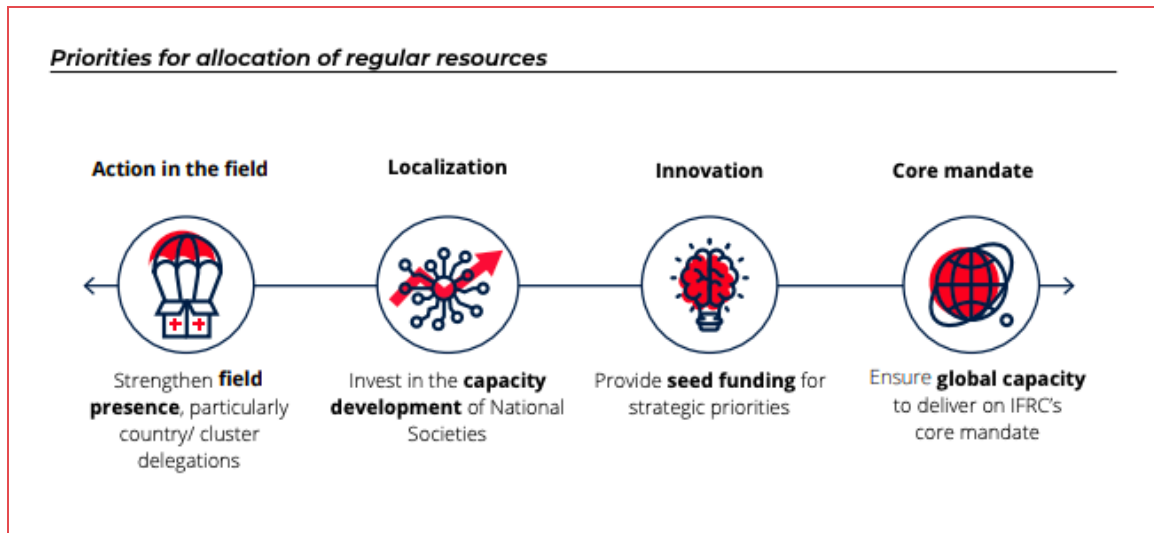 Priorities for allocation of regular resources
Action in the field
Strengthen field
presence, particularly
country/ cluster
delegations
Localization
Invest in the capacity
development of National
Societies
Innovation
Provide seed funding for
strategic priorities
Core mandate
Ensure global capacity
to deliver on IFRC's
core mandate